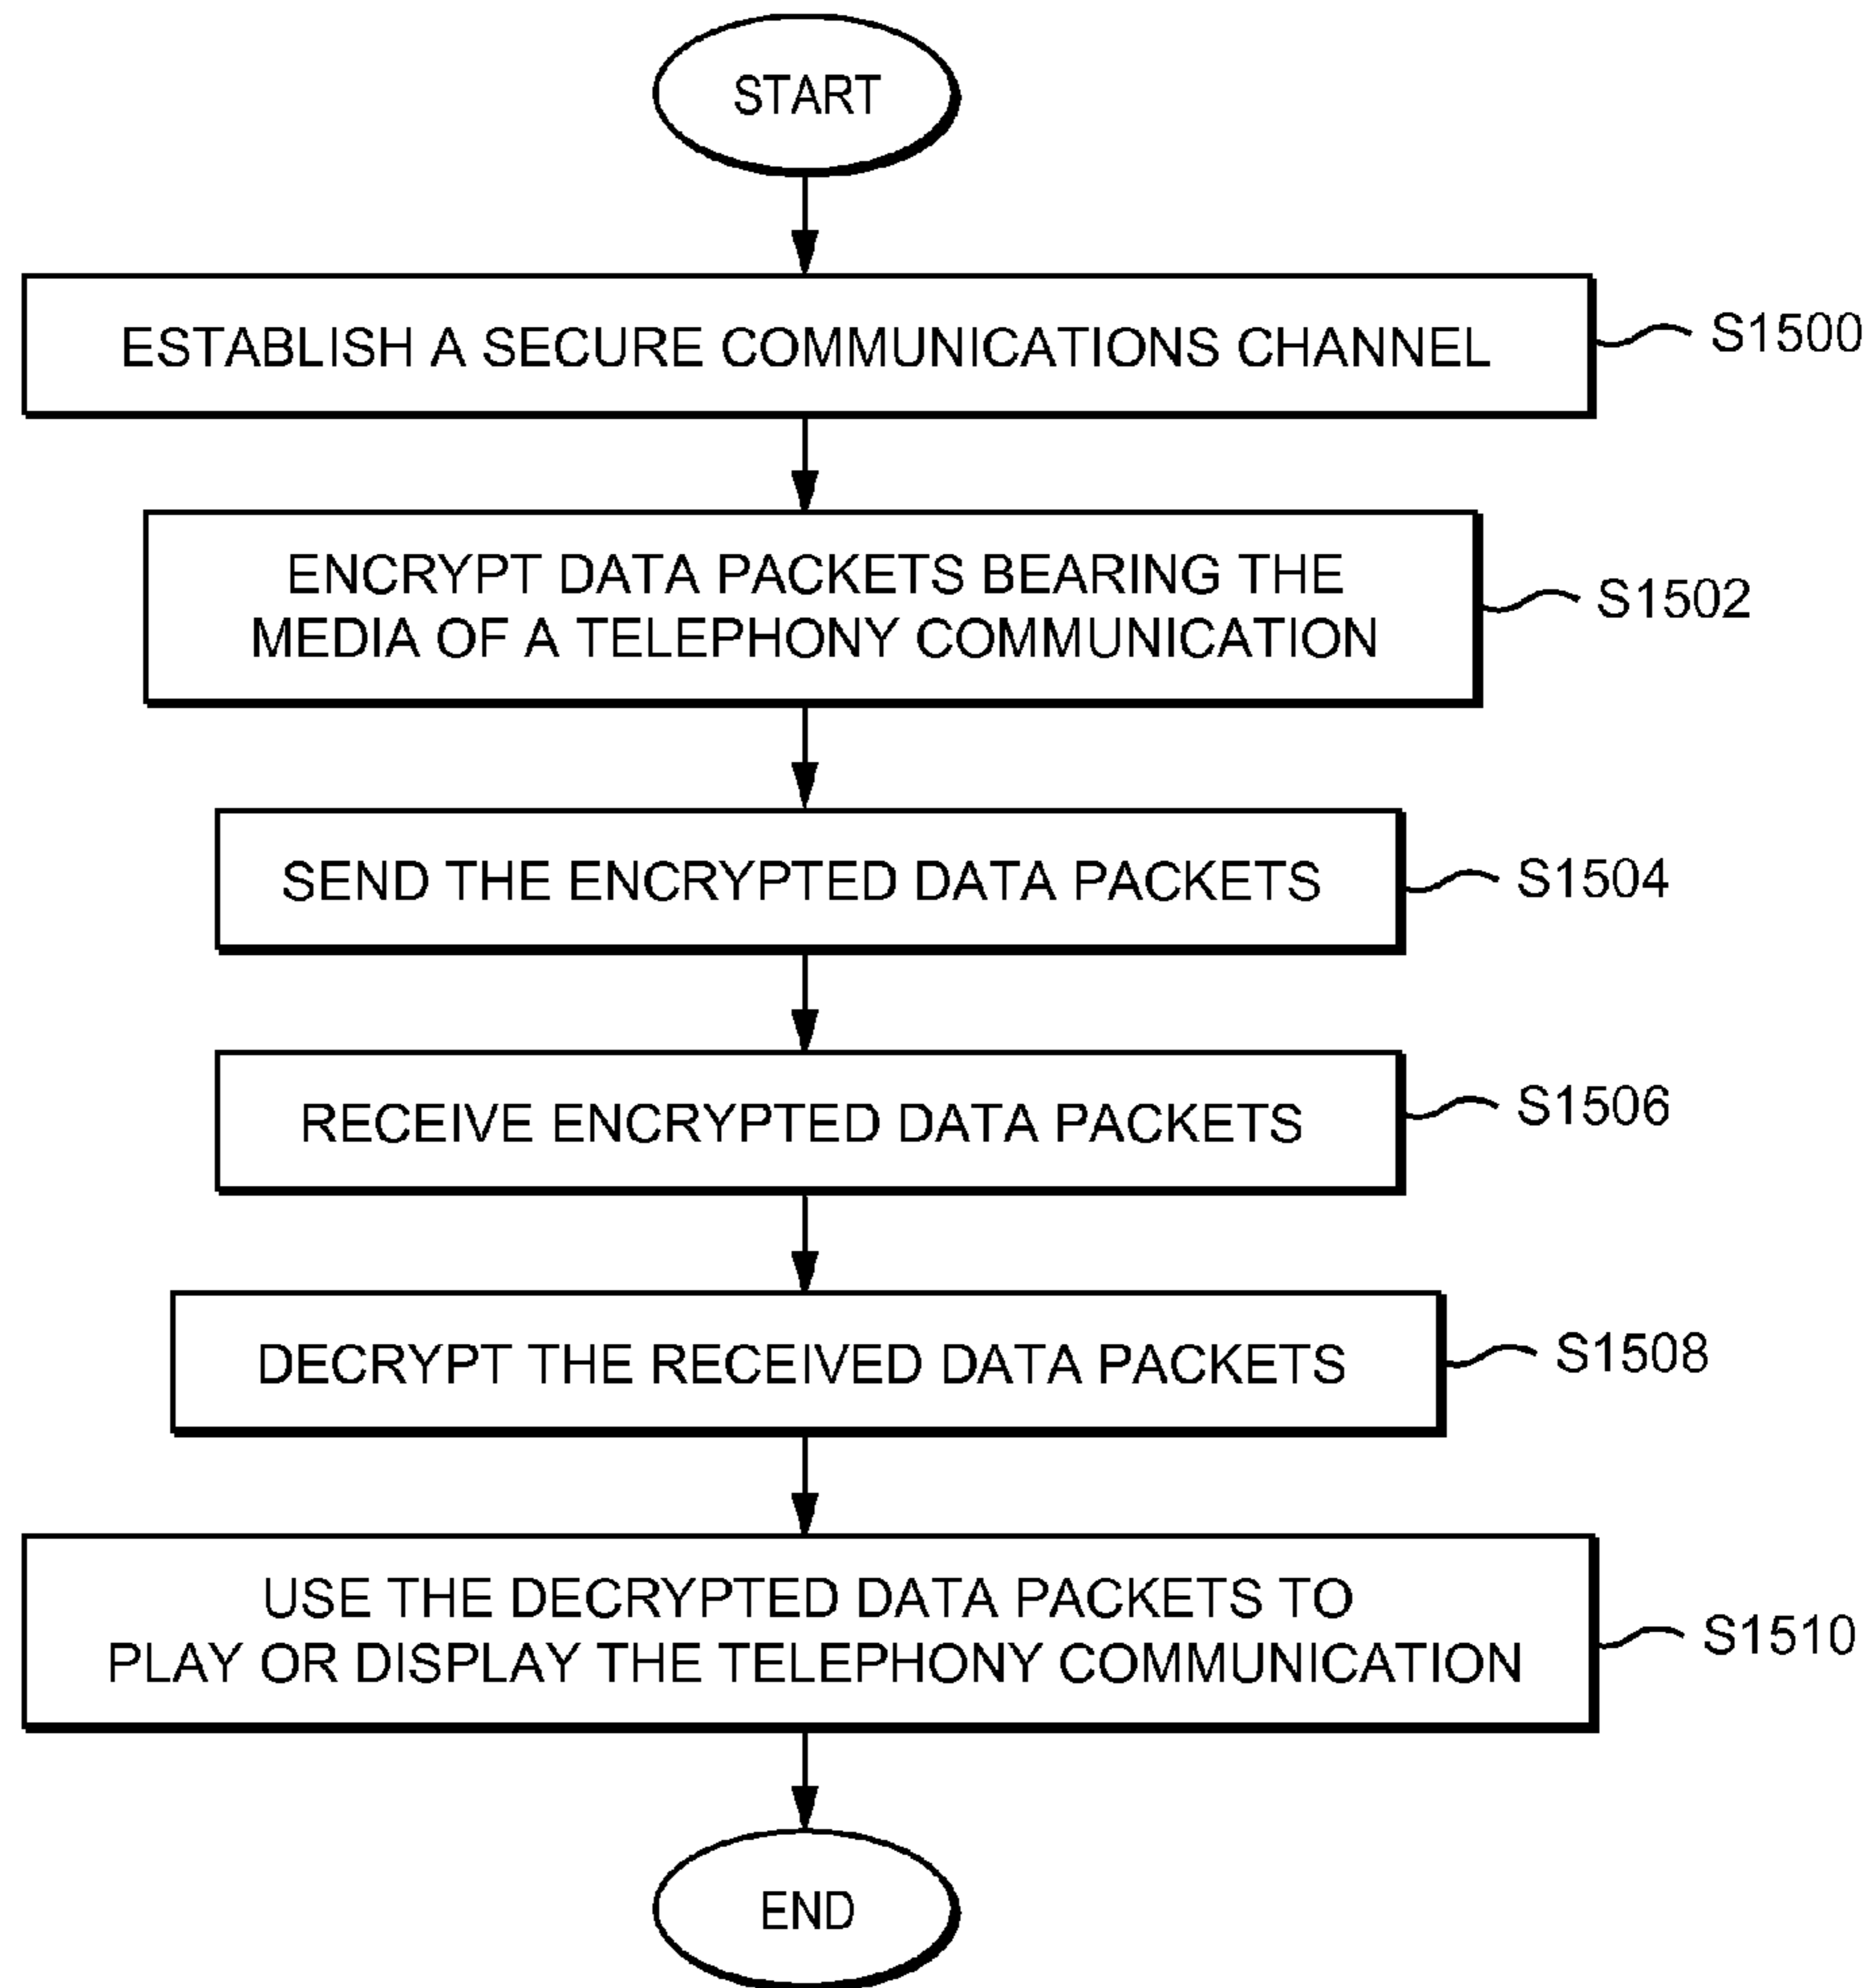 START
ESTABLISH A SECURE COMMUNICATIONS CHANNEL
S1500
ENCRYPT DATA PACKETS BEARING THE
MEDIA OF A TELEPHONY COMMUNICATION
S1502
SEND THE ENCRYPTED DATA PACKETS
S1504
RECEIVE ENCRYPTED DATA PACKETS
S1506
DECRYPT THE RECEIVED DATA PACKETS
S1508
USE THE DECRYPTED DATA PACKETS TO
PLAY OR DISPLAY THE TELEPHONY COMMUNICATION
S1510
END